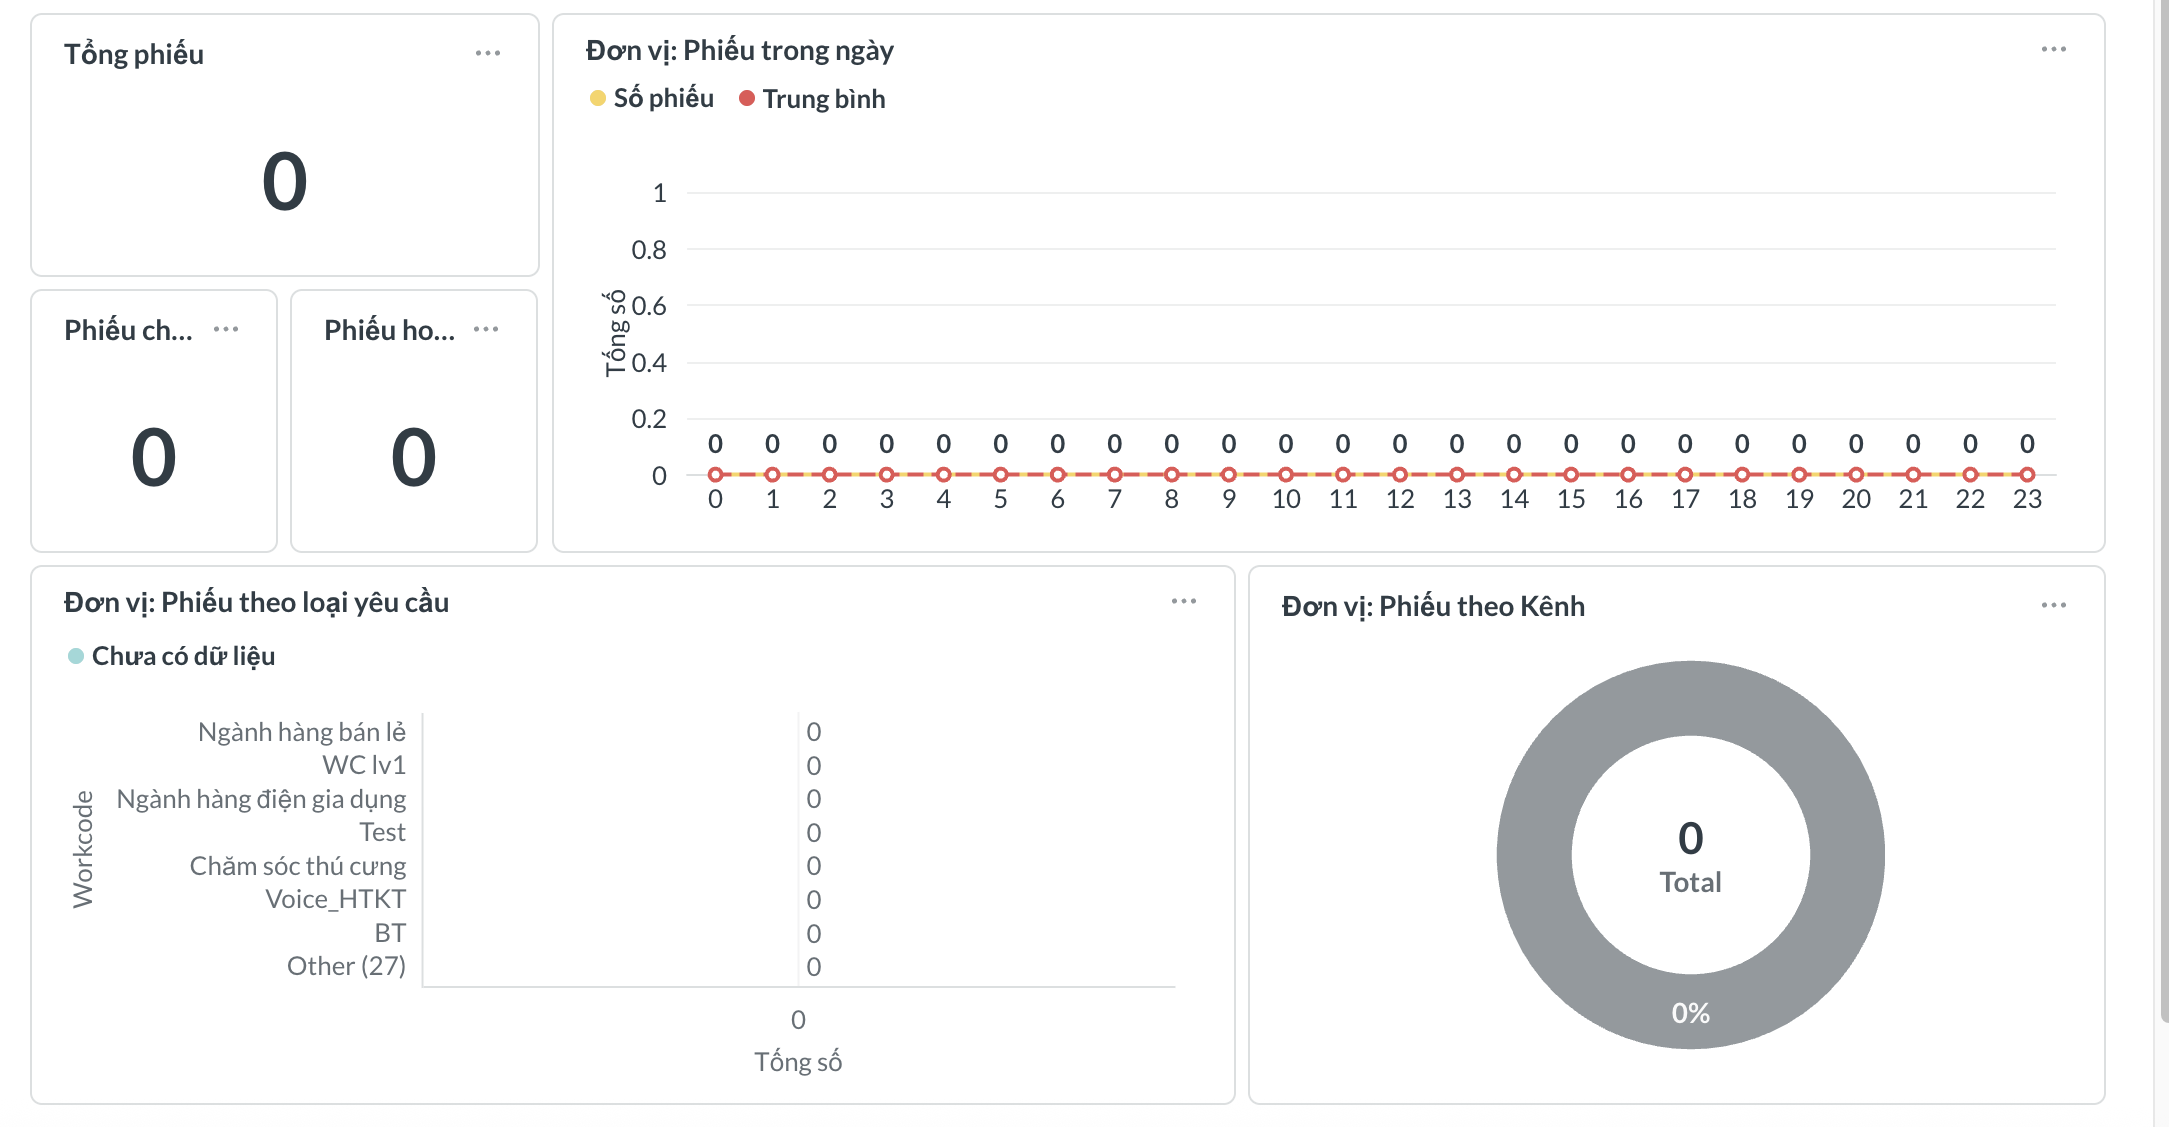 Tổng phiếu
0
Phiếu ch...
0
Phiếu ho...
0
Đơn vị: Phiếu trong ngày
Số phiếu Trung bình
Tổng số
1
0.8
0.6
0.4
0.2
0
0 0 0 0 0 0 0 0 0 0 0 0 0 0 0 0 0 0 0 0 0 0 0 0
0 1 2 3 4 5 6 7 8 9 10 11 12 13 14 15 16 17 18 19 20 21 22 23
Đơn vị: Phiếu theo loại yêu cầu
Chưa có dữ liệu
Workcode
Ngành hàng bán lẻ 0
WC lv1 0
Ngành hàng điện gia dụng 0
Test 0
Chăm sóc thú cưng 0
Voice_HTKT 0
BT 0
Other (27) 0
0
Tổng số
Đơn vị: Phiếu theo Kênh
0
Total
0%